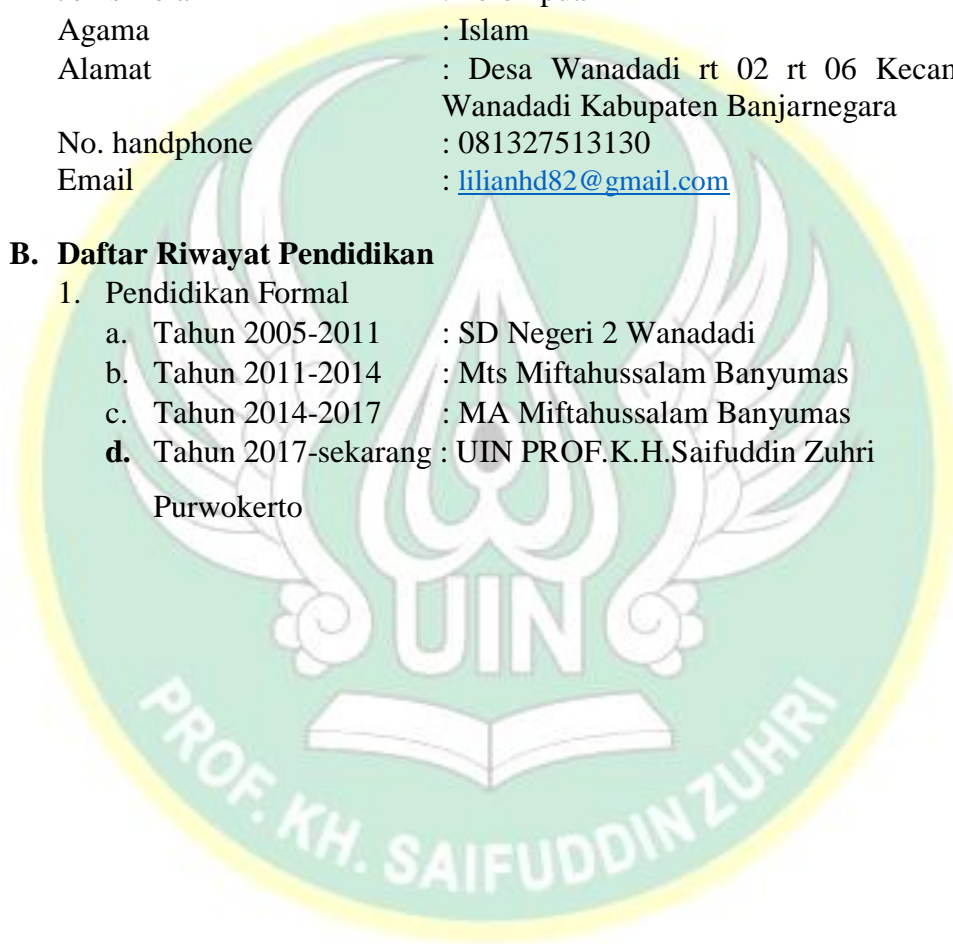 Agama : Islam
Alamat : Desa Wanadadi rt 02 rt 06
Wanadadi Kabupaten Banjarnegara
No. handphone : 081327513130
Email : lilianhd82@gmail.com
B. Daftar Riwayat Pendidikan
1. Pendidikan Formal
a. Tahun 2005-2011 : SD Negeri 2 Wanadadi
b. Tahun 2011-2014 : Mts Miftahussalam Banyumas
c. Tahun 2014-2017 : MA Miftahussalam Banyumas
d. Tahun 2017-sekarang : UIN PROF.K.H.Saifuddin Zuhri
Purwokerto
UIN
PROF. KH. SAIFUDDIN ZUHRI